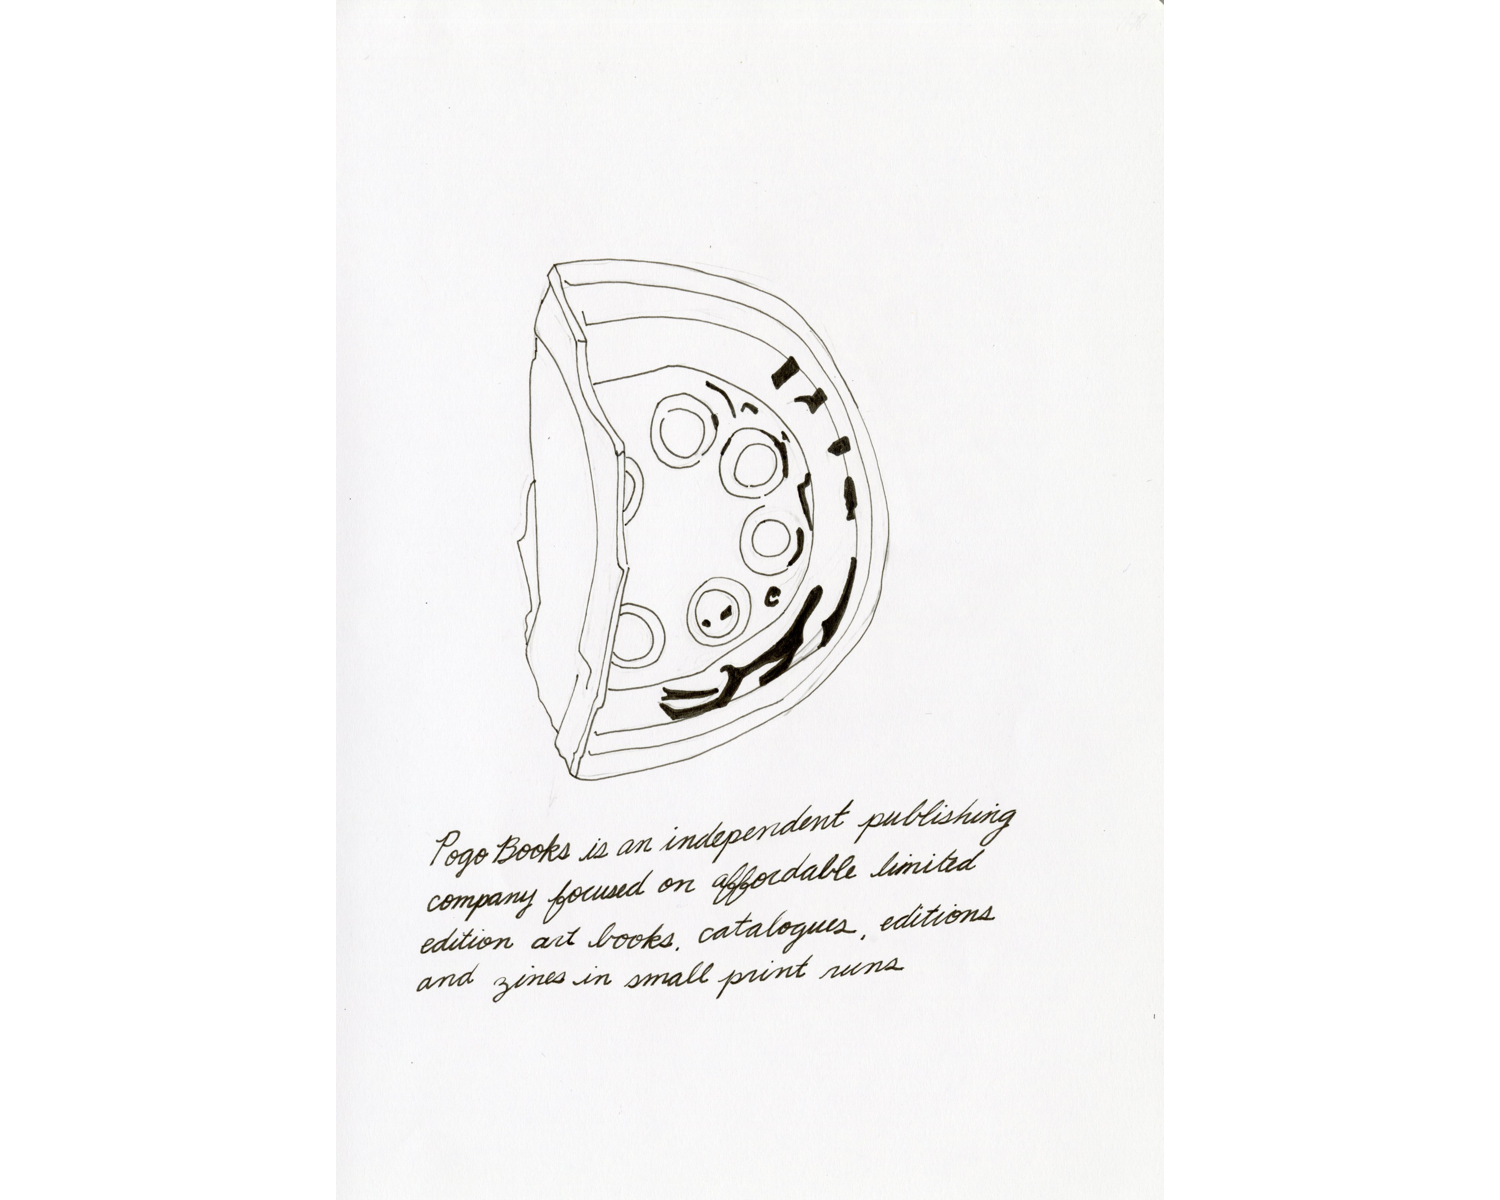 Pogo Books is an independent publishing
company focused on affordable limited
edition art books, catalogues, editions
and zines in small print runs